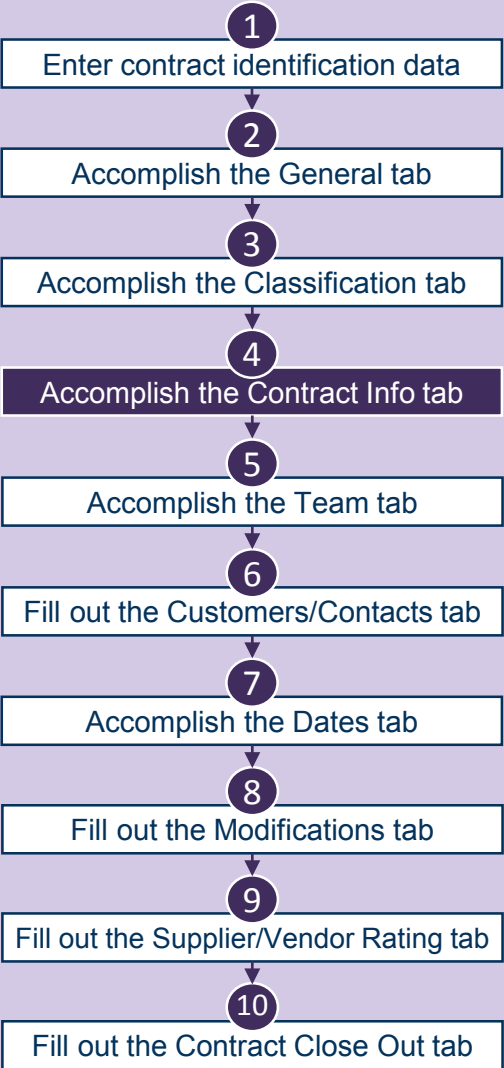 1
Enter contract identification data
2
Accomplish the General tab
3
Accomplish the Classification tab
4
Accomplish the Contract Info tab
5
Accomplish the Team tab
6
Fill out the Customers/Contacts tab
7
Accomplish the Dates tab
8
Fill out the Modifications tab
9
Fill out the Supplier/Vendor Rating tab
10
Fill out the Contract Close Out tab